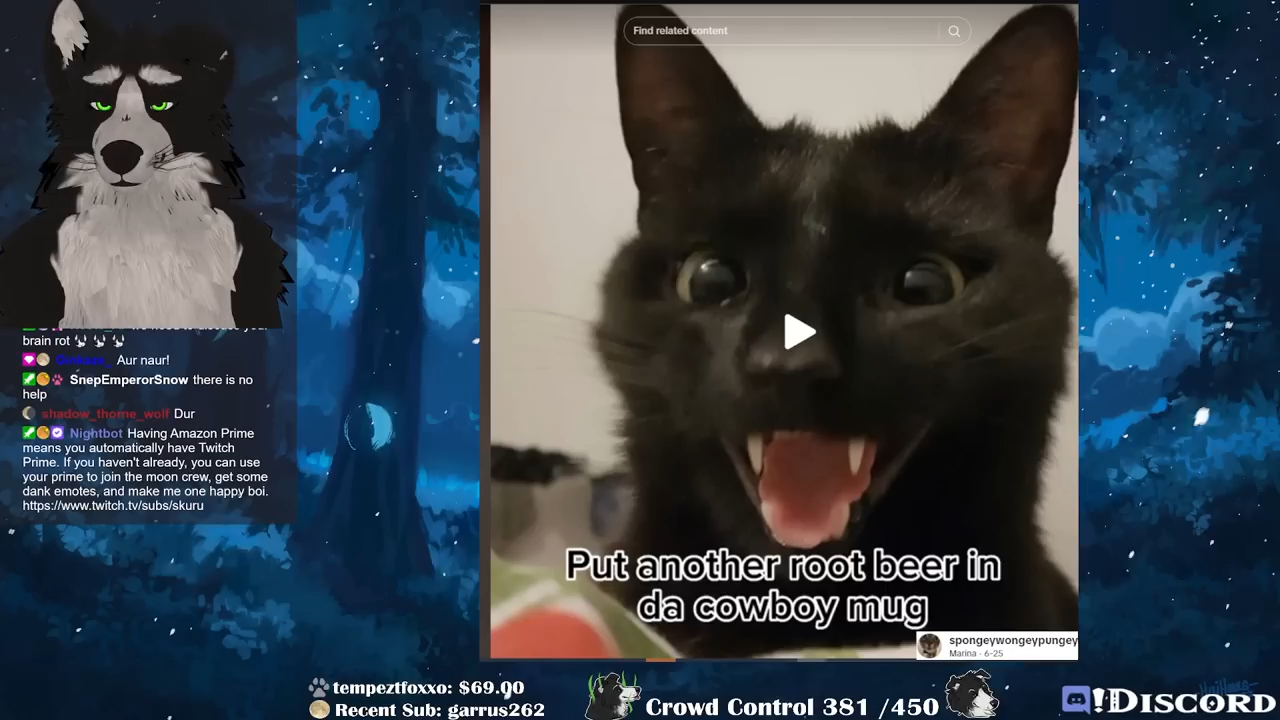 Find related content
brain rot
Aur naur!
SnepEmperorSnow there is no
help
shadow_thorne_wolf Dur
Nightbot Having Amazon Prime
means you automatically have Twitch
Prime. If you haven't already, you can use
your prime to join the moon crew, get some
dank emotes, and make me one happy boi.
https://www.twitch.tv/subs/skuru
Put another root beer in
da cowboy mug
spongeywongeypungey
Marina · 6-25
tempeztfoxxo: $69.00
Recent Sub: garrus262
Crowd Control 381 /450
!Discord